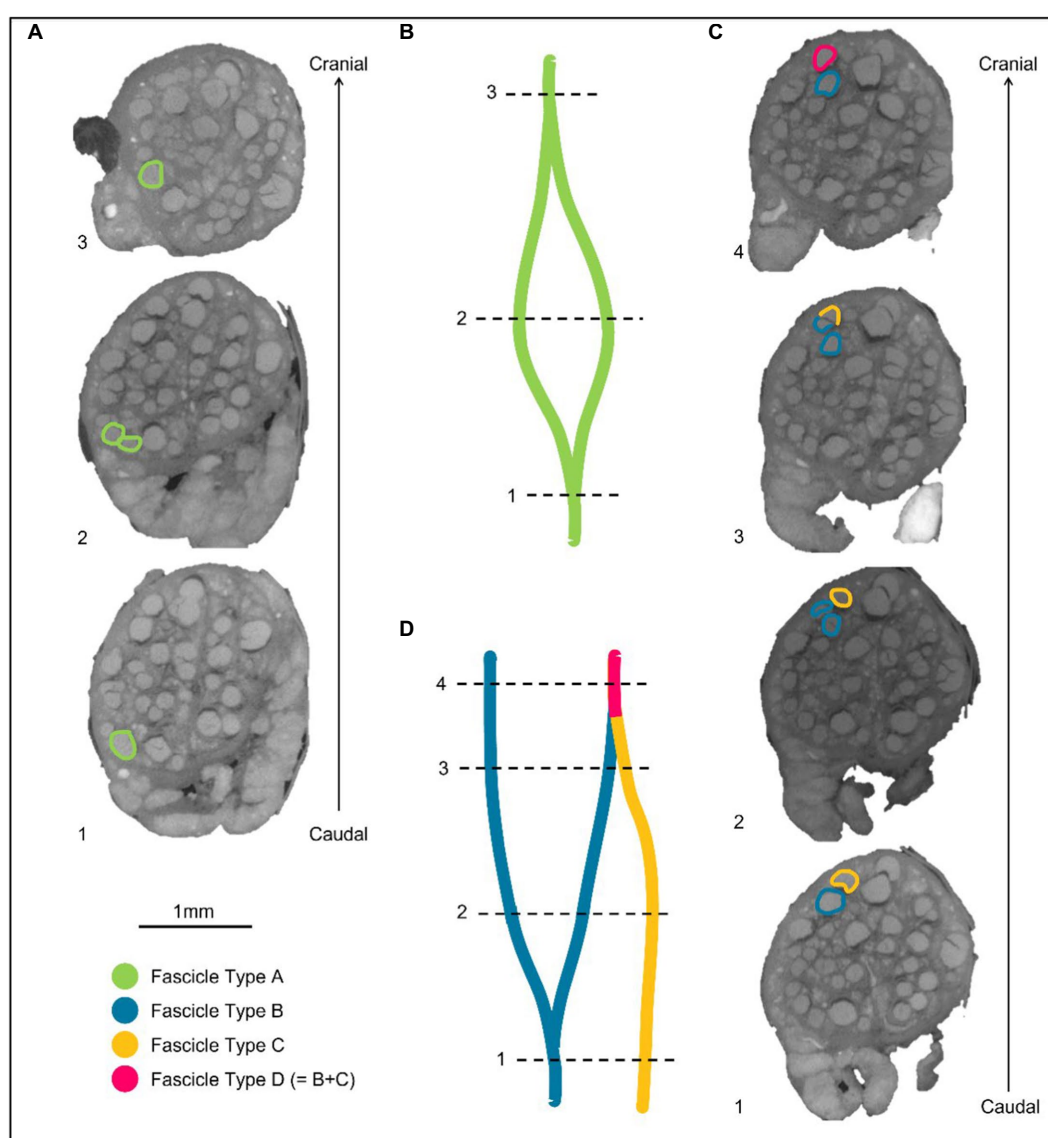 A
Cranial
3
2
1
Caudal
1mm
Fascicle Type A
Fascicle Type B
Fascicle Type C
Fascicle Type D (= B+C)
B
3
2
1
D
4
3
2
1
C
Cranial
4
3
2
1
Caudal